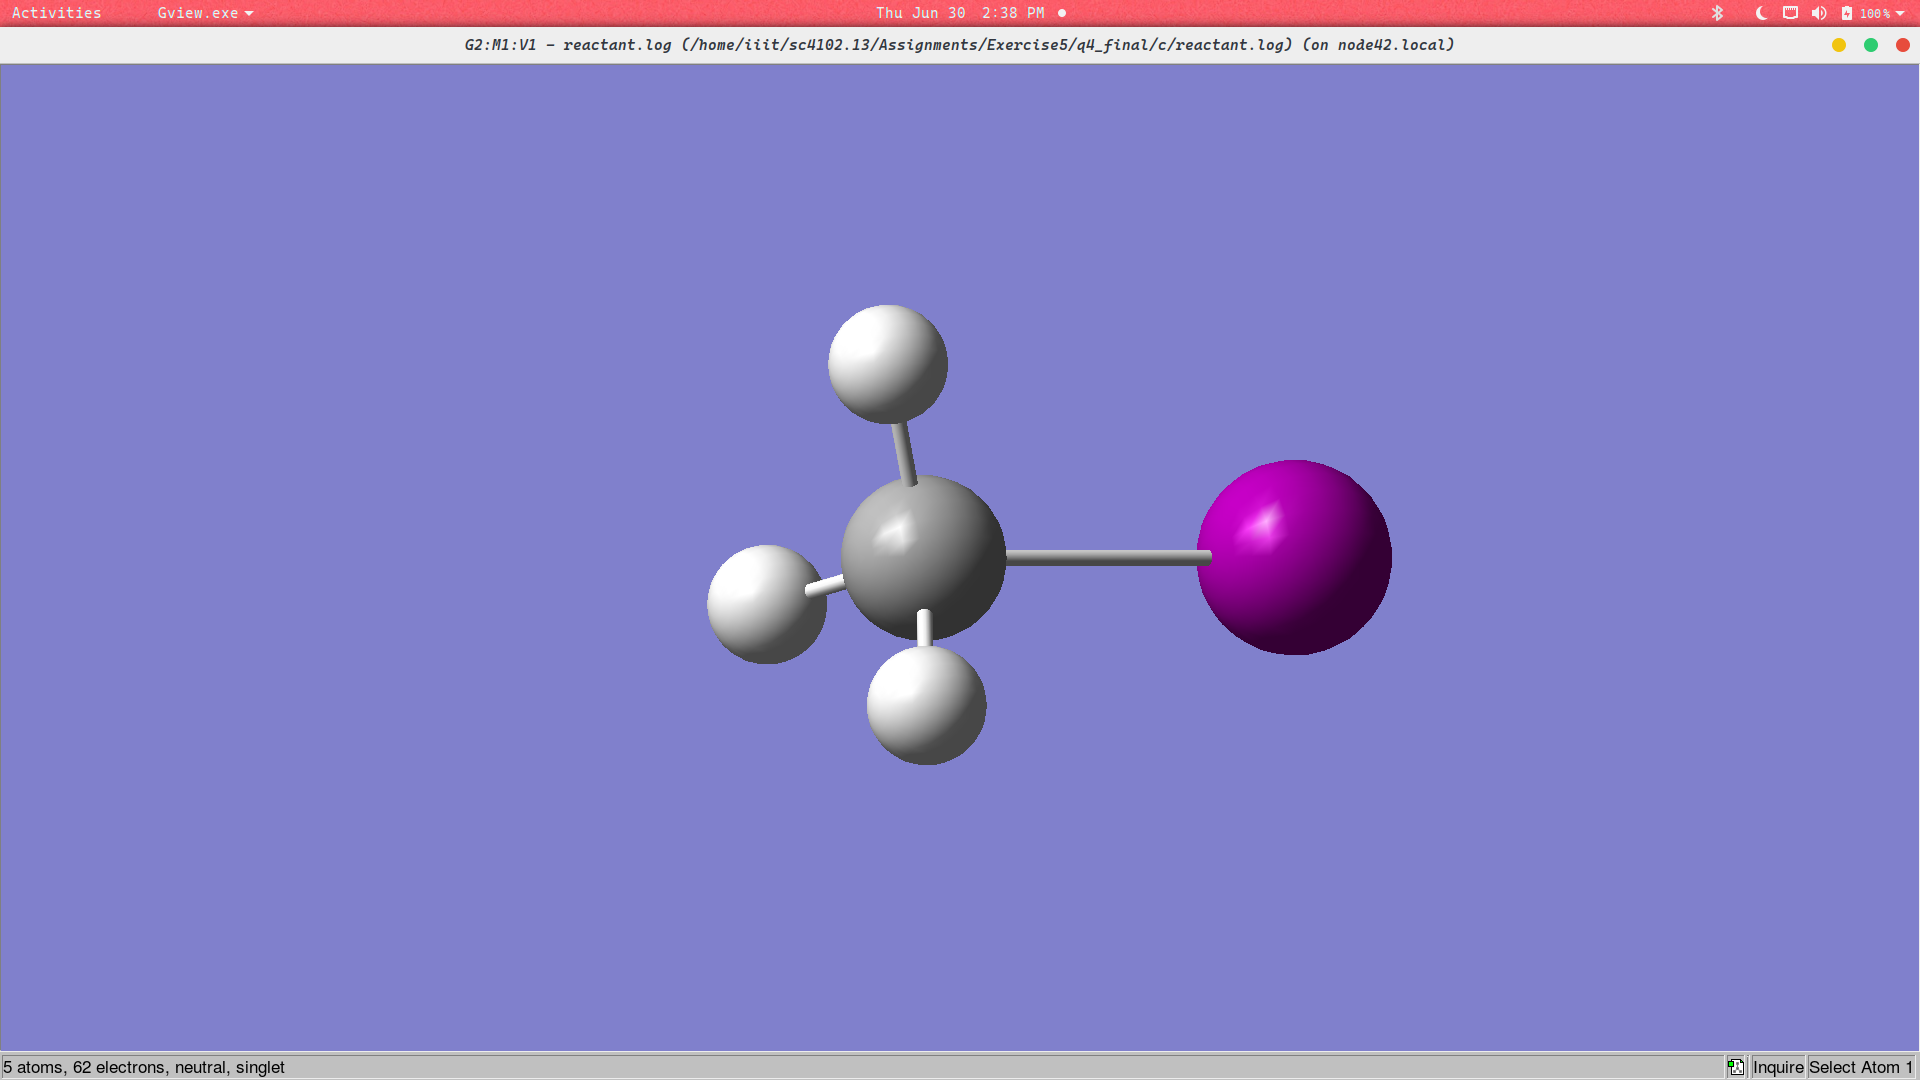 Activities Gview.exe Thu Jun 30 2:38 PM 100%
G2:M1:V1 - reactant.log (/home/iiit/sc4102.13/Assignments/Exercise5/q4_final/c/reactant.log) (on node42.local)
5 atoms, 62 electrons, neutral, singlet Inquire Select Atom 1